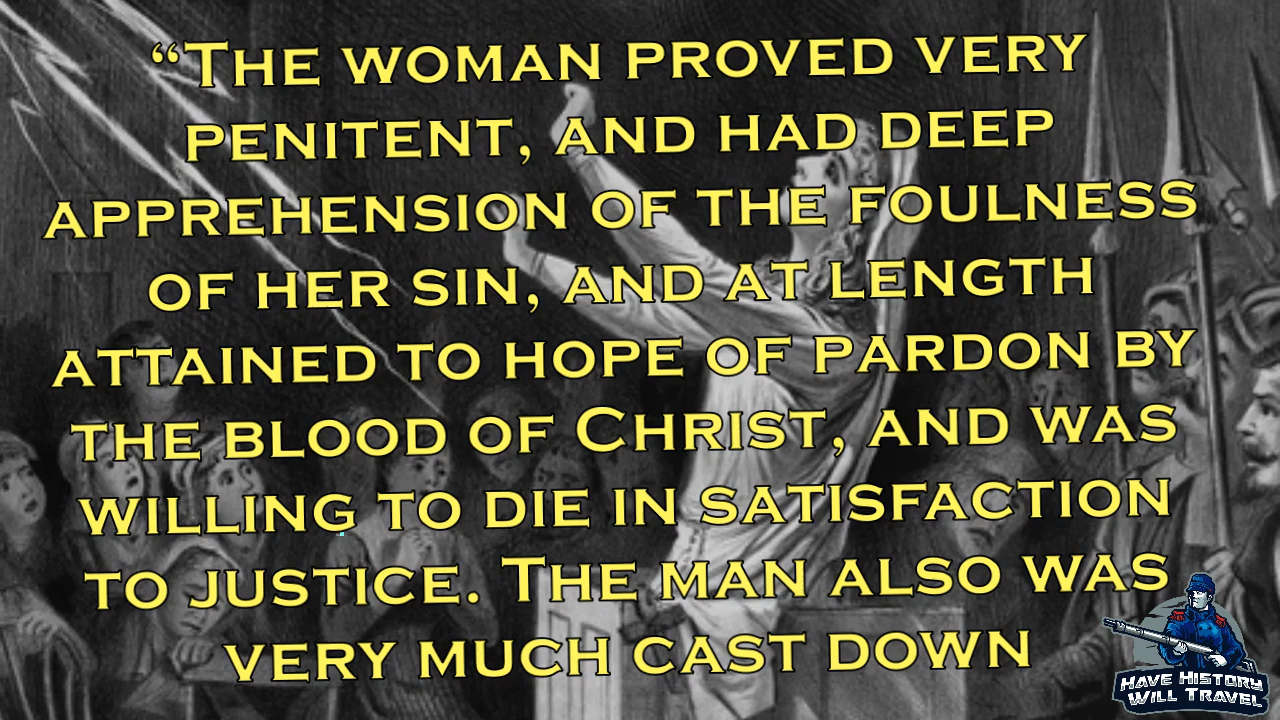 “The woman proved very
penitent, and had deep
apprehension of the foulness
of her sin, and at length
attained to hope of pardon by
the blood of Christ, and was
willing to die in satisfaction
to justice. The man also was
very much cast down
Have History
Will Travel